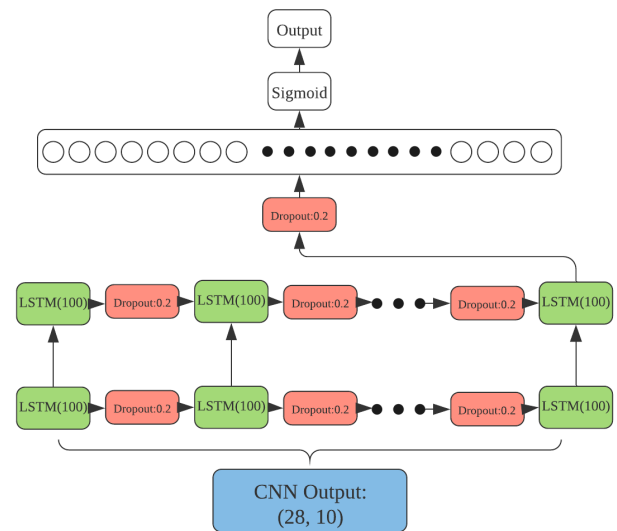 Output
Sigmoid
Dropout:0.2
LSTM(100) Dropout:0.2 LSTM(100) Dropout:0.2 Dropout:0.2 LSTM(100)
LSTM(100) Dropout:0.2 LSTM(100) Dropout:0.2 Dropout:0.2 LSTM(100)
CNN Output:
(28, 10)